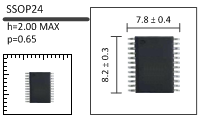 SSOP24
h=2.00 MAX
p=0.65
7.8 ± 0.4
8.2 ± 0.3